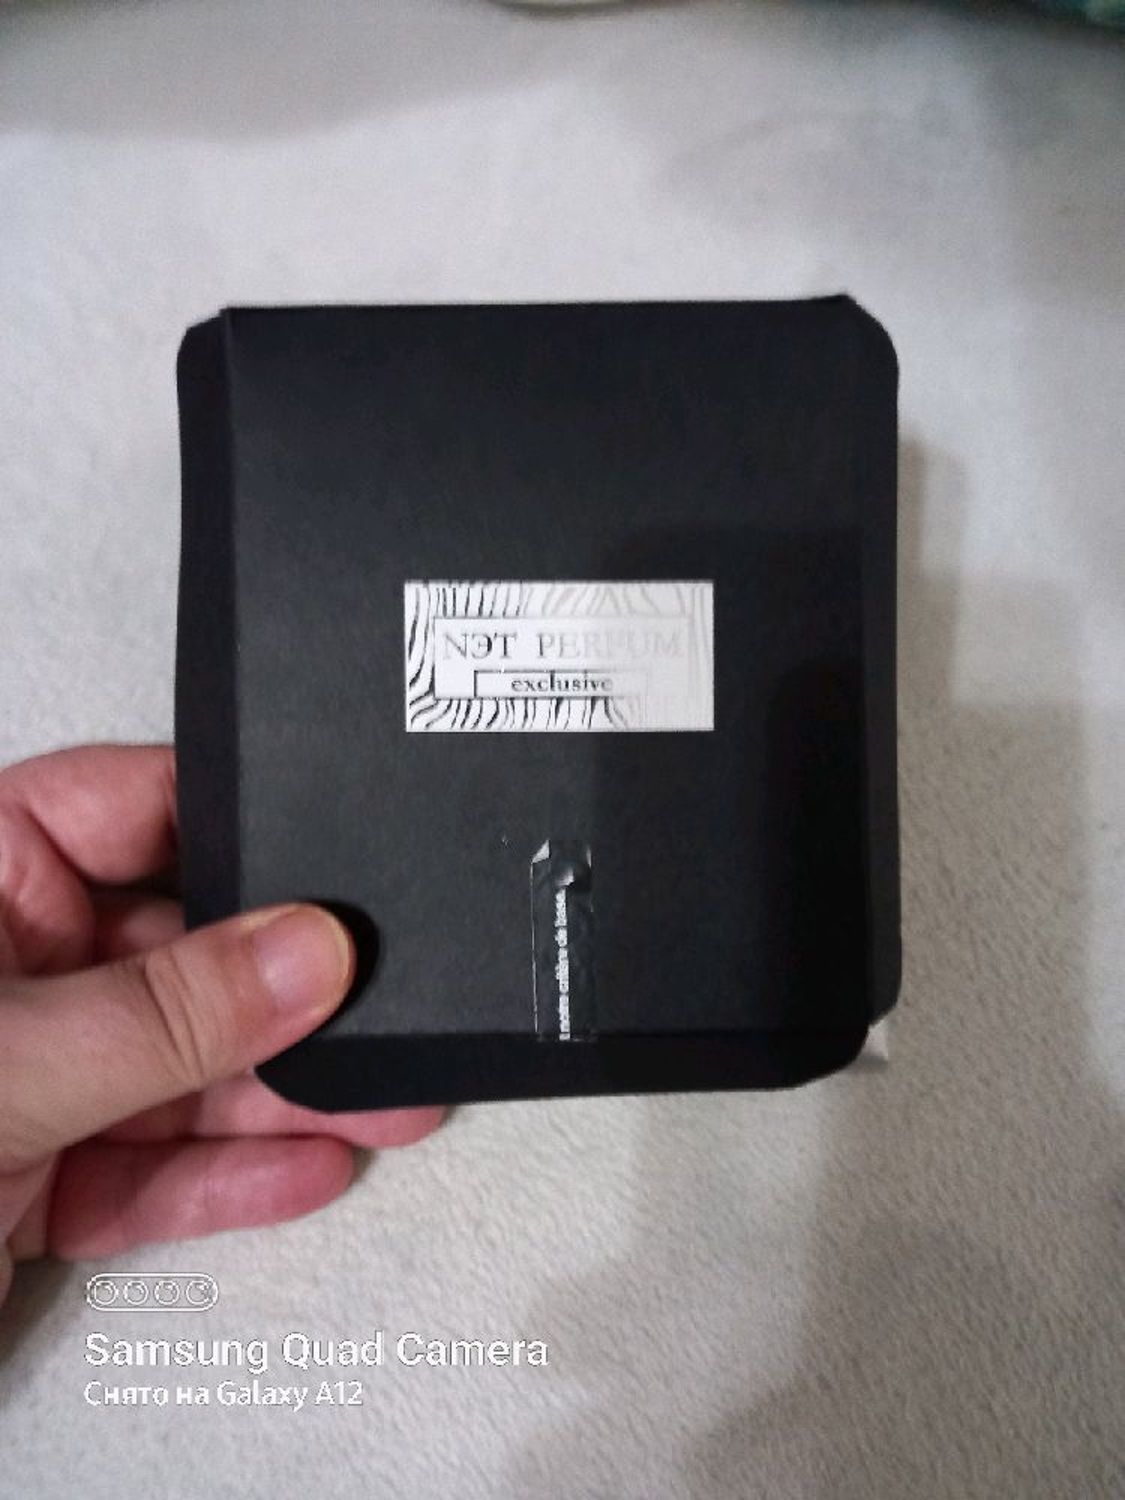 NЭT PERFUM
exclusive
Samsung Quad Camera
Снято на Galaxy A12